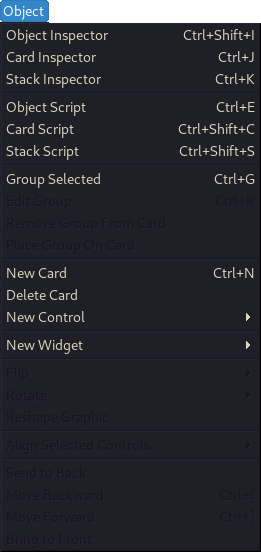 Object
Object Inspector Ctrl+Shift+I
Card Inspector Ctrl+J
Stack Inspector Ctrl+K
Object Script Ctrl+E
Card Script Ctrl+Shift+C
Stack Script Ctrl+Shift+S
Group Selected Ctrl+G
Edit Group Ctrl+R
Remove Group From Card
Place Group On Card
New Card Ctrl+N
Delete Card
New Control
New Widget
Flip
Rotate
Reshape Graphic
Align Selected Controls
Send to Back
Move Backward Ctrl+[
Move Forward Ctrl+]
Bring to Front